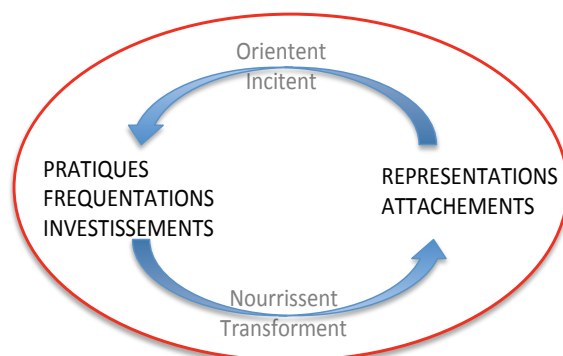 Orientent
Incitent
PRATIQUES
FREQUENTATIONS
INVESTISSEMENTS
REPRESENTATIONS
ATTACHEMENTS
Nourrissent
Transforment